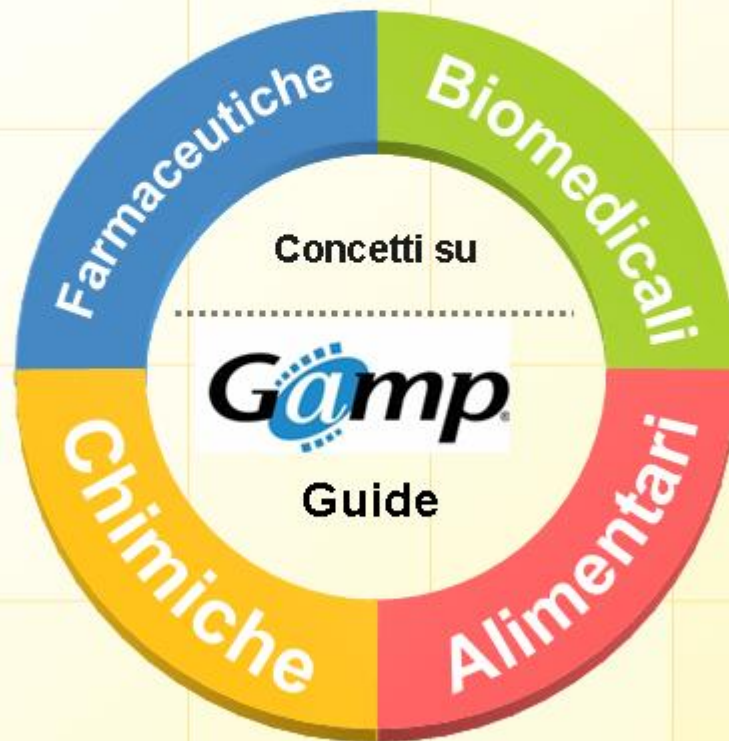 Farmaceutiche
Biomedicali
Concetti su
Gamp®
Guide
Chimiche
Alimentari